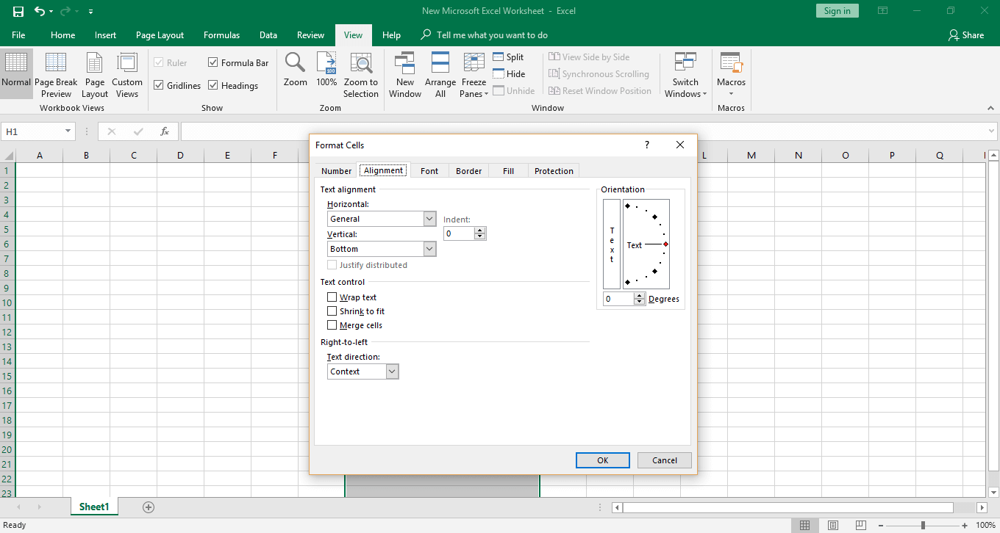 New Microsoft Excel Worksheet - Excel
Sign in
File Home Insert Page Layout Formulas Data Review View Help Tell me what you want to do Share
Normal
Page Break
Preview
Page
Layout
Custom
Views
Workbook Views
Ruler
Formula Bar
Gridlines
Headings
Show
Zoom
100%
Zoom to
Selection
Zoom
New
Window
Arrange
All
Freeze
Panes
Split
Hide
Unhide
View Side by Side
Synchronous Scrolling
Reset Window Position
Switch
Windows
Window
Macros
Macros
H1
fx
A B C D E F L M N O P Q
1
2
3
4
5
6
7
8
9
10
11
12
13
14
15
16
17
18
19
20
21
22
23
Format Cells
?
Number Alignment Font Border Fill Protection
Text alignment
Horizontal:
General
Indent:
0
Vertical:
Bottom
Justify distributed
Text control
Wrap text
Shrink to fit
Merge cells
Right-to-left
Text direction:
Context
Orientation
T
e
x
t
Text
0 Degrees
OK Cancel
Sheet1
Ready
100%